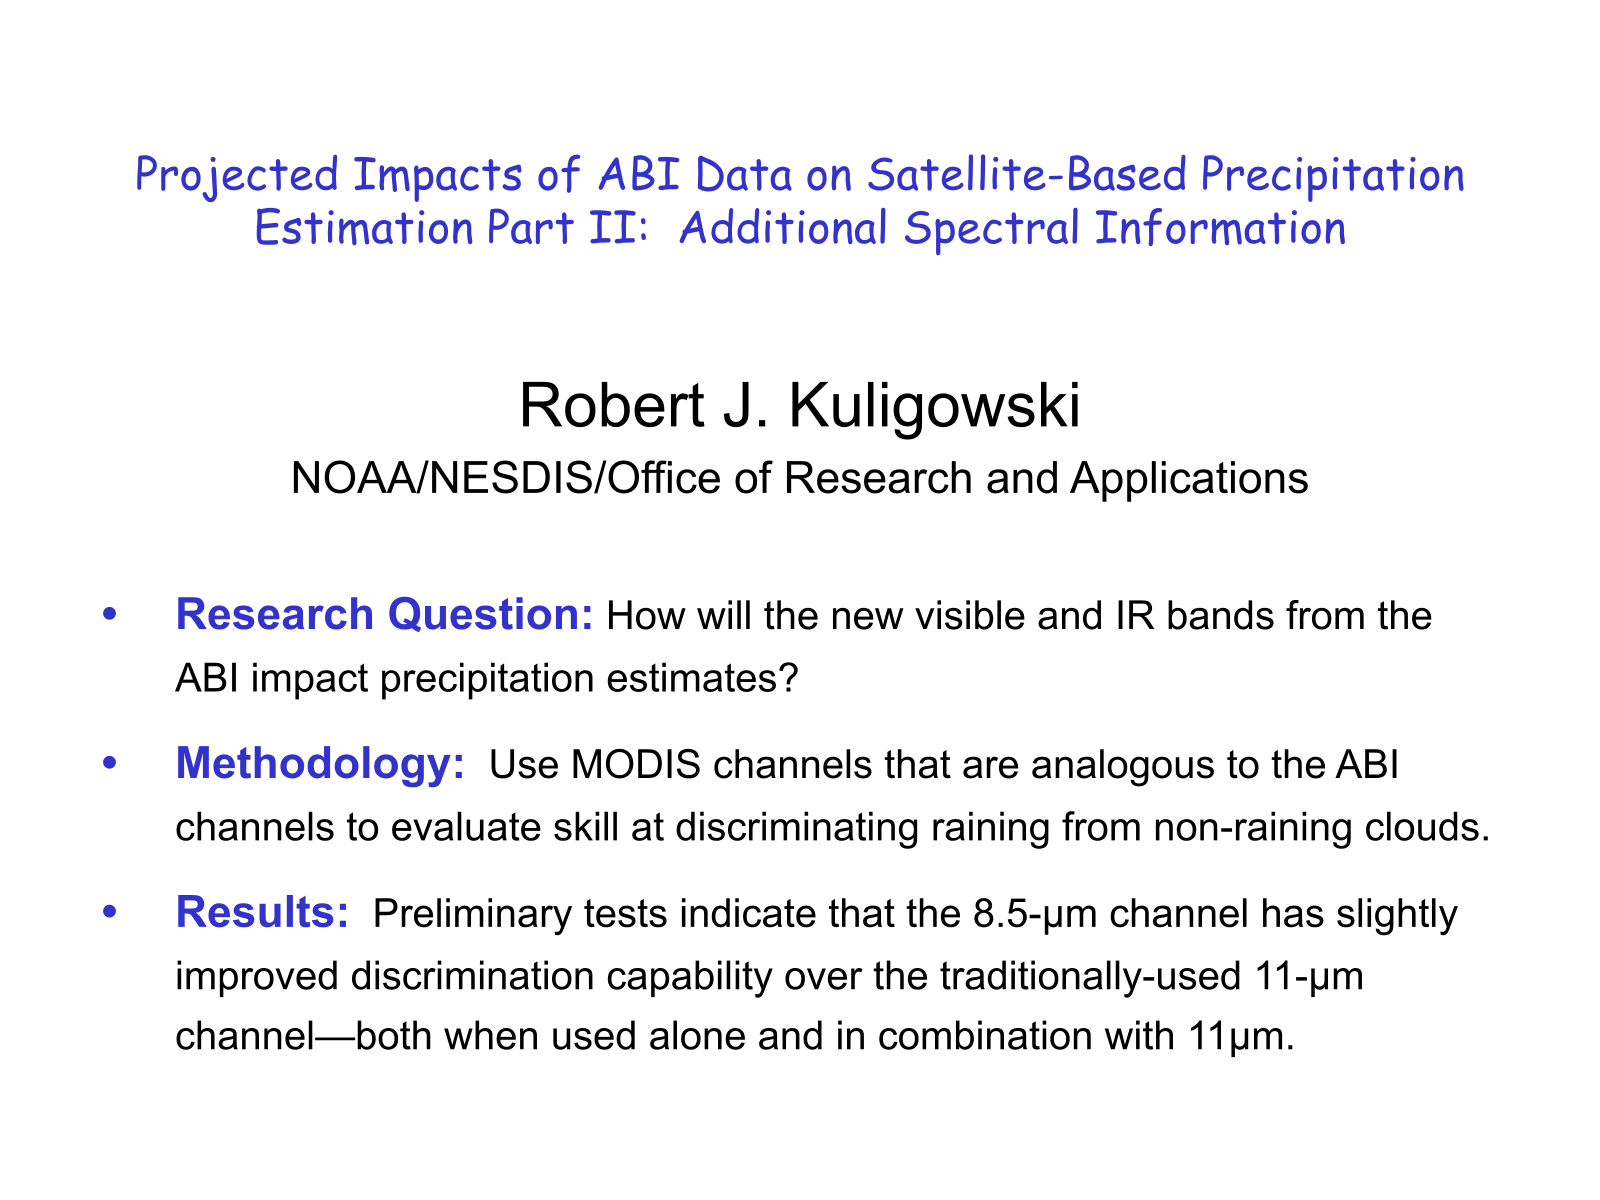 Projected Impacts of ABI Data on Satellite-Based Precipitation
Estimation Part II:  Additional Spectral Information
Robert J. Kuligowski
NOAA/NESDIS/Office of Research and Applications
• Research Question: How will the new visible and IR bands from the
ABI impact precipitation estimates?
• Methodology:  Use MODIS channels that are analogous to the ABI
channels to evaluate skill at discriminating raining from non-raining clouds.
• Results:  Preliminary tests indicate that the 8.5-µm channel has slightly
improved discrimination capability over the traditionally-used 11-µm
channel—both when used alone and in combination with 11µm.